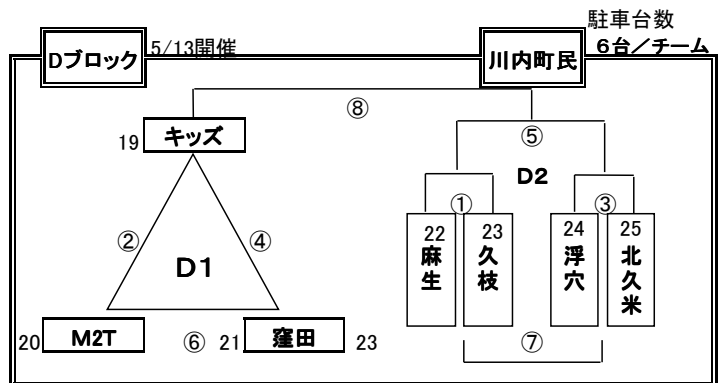 駐車台数
Dブロック 5/13開催 川内町民 6台／チーム
⑧
19 キッズ ⑤
D2
① ③
② ④ 22 麻生 23 久枝 24 浮穴 25 北久米
D1
20 M2T ⑥ 21 窪田 23 ⑦